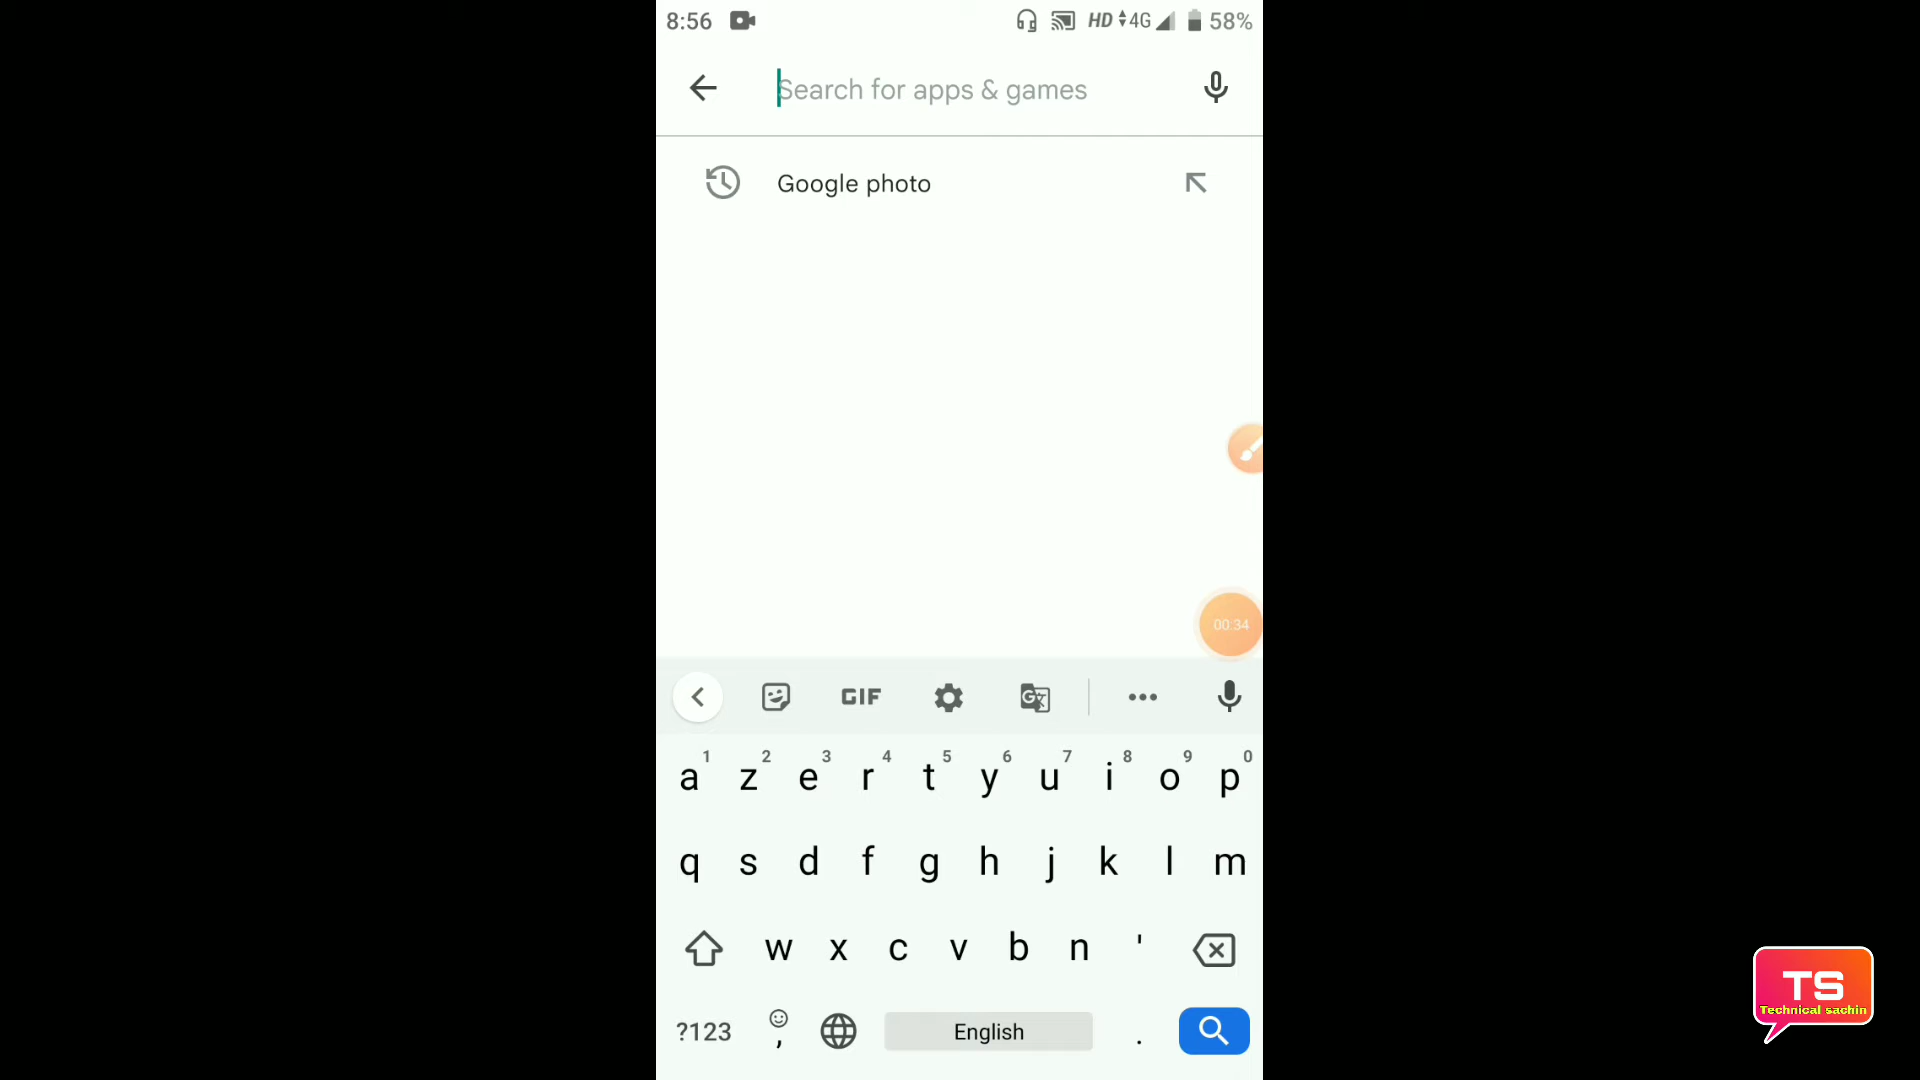 8:56 HD 4G 58%
Search for apps & games
Google photo
00:34
GIF
1 2 3 4 5 6 7 8 9 0
a z e r t y u i o p
q s d f g h j k l m
w x c v b n '
?123 , English .
TS
Technical sachin